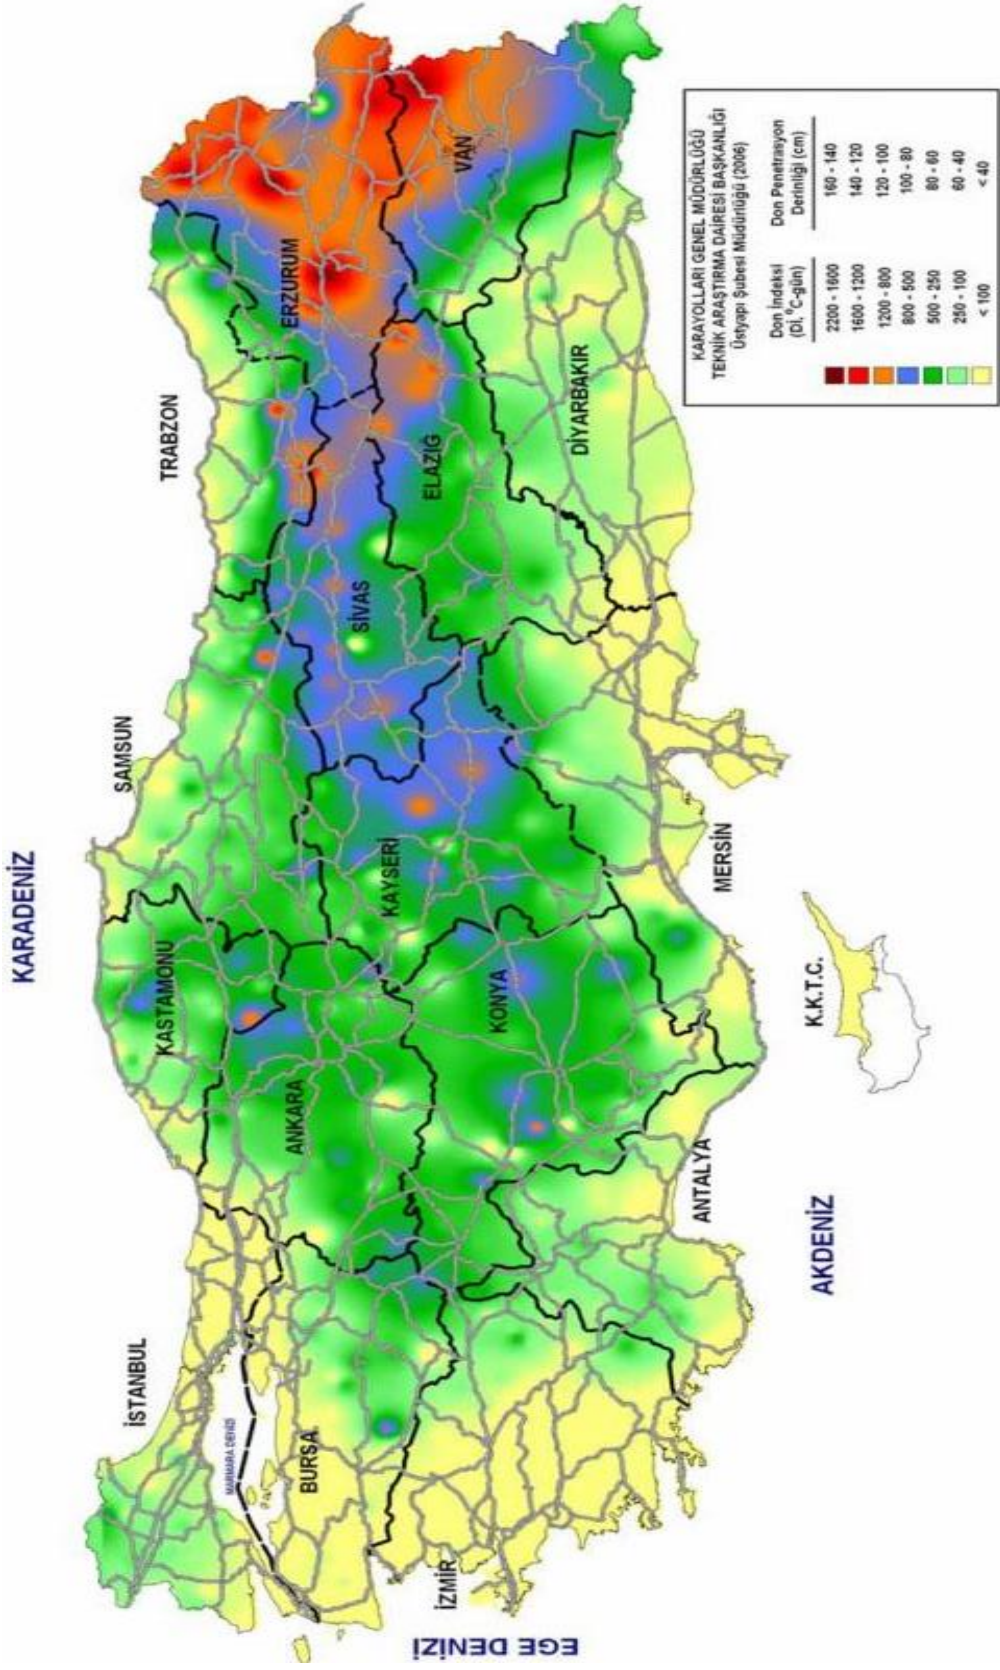 KARADENİZ
İSTANBUL
MARMARA DENİZİ
BURSA
İZMİR
EGE DENİZİ
KASTAMONU
ANKARA
SAMSUN
TRABZON
ERZURUM
SİVAS
KAYSERİ
KONYA
ELAZIG
VAN
DİYARBAKIR
ANTALYA
MERSİN
AKDENİZ
K.K.T.C.
KARAYOLLARI GENEL MÜDÜRLÜĞÜ
TEKNİK ARAŞTIRMA DAİRESİ BAŞKANLIĞI
Üstyapı Şubesi Müdürlüğü (2006)
Don İndeksi Don Penetrasyon
(Dİ, °C-gün) Derinliği (cm)
2200 - 1600 160 - 140
1600 - 1200 140 - 120
1200 - 800 120 - 100
800 - 500 100 - 80
500 - 250 80 - 60
250 - 100 60 - 40
< 100 < 40